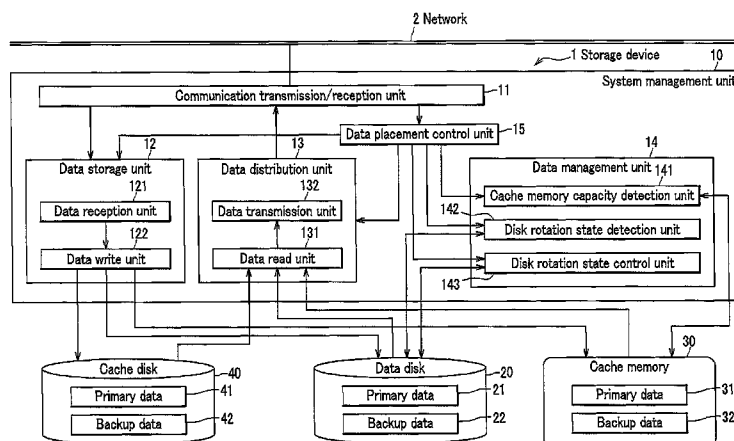 2 Network
1 Storage device
10
System management unit
Communication transmission/reception unit
11
Data placement control unit
15
12
Data storage unit
121
Data reception unit
122
Data write unit
13
Data distribution unit
132
Data transmission unit
131
Data read unit
14
Data management unit
141
Cache memory capacity detection unit
142
Disk rotation state detection unit
Disk rotation state control unit
143
Cache disk
40
Primary data
41
Backup data
42
Data disk
20
Primary data
21
Backup data
22
30
Cache memory
Primary data
31
Backup data
32